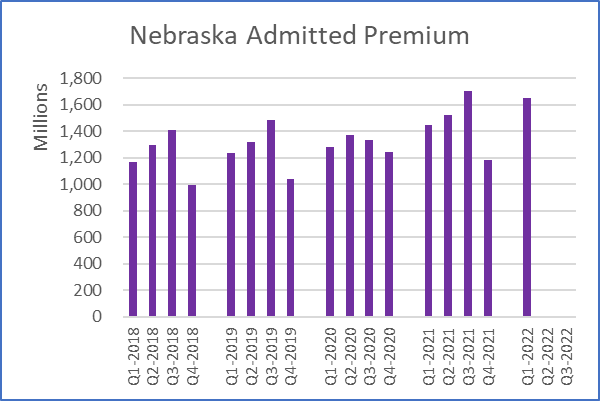 Nebraska Admitted Premium
Millions
1,800
1,600
1,400
1,200
1,000
800
600
400
200
0
Q1-2018
Q2-2018
Q3-2018
Q4-2018
Q1-2019
Q2-2019
Q3-2019
Q4-2019
Q1-2020
Q2-2020
Q3-2020
Q4-2020
Q1-2021
Q2-2021
Q3-2021
Q4-2021
Q1-2022
Q2-2022
Q3-2022